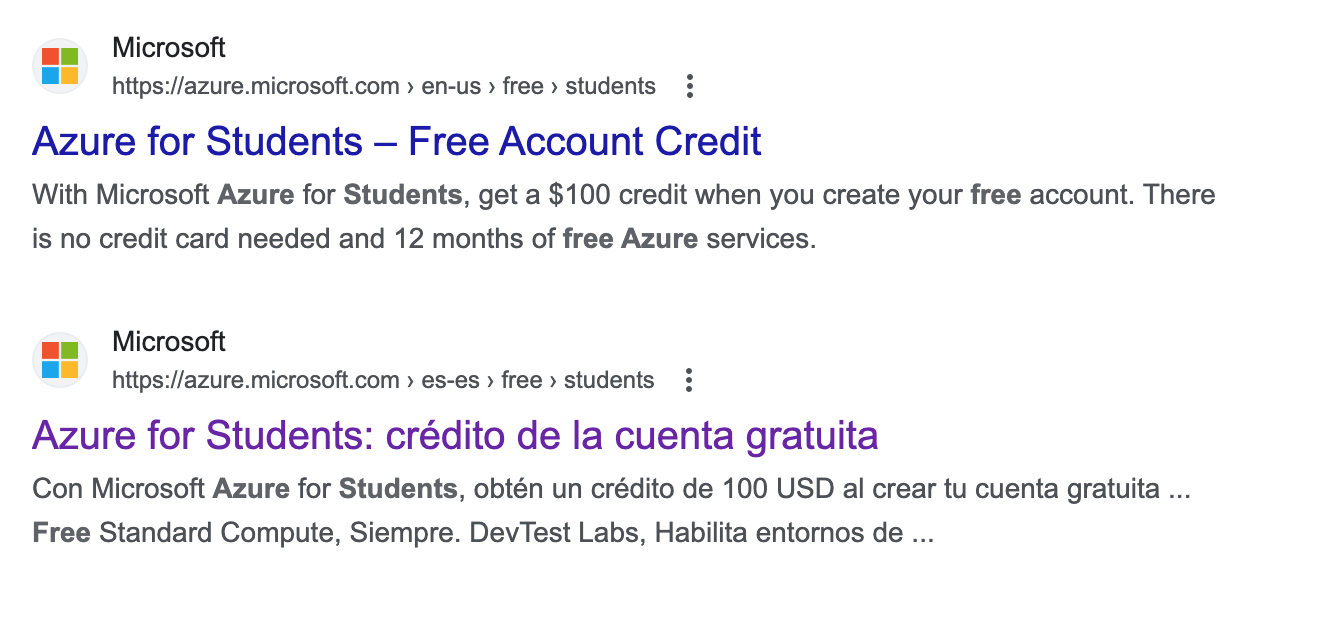 Microsoft
https://azure.microsoft.com › en-us › free › students
Azure for Students – Free Account Credit
With Microsoft Azure for Students, get a $100 credit when you create your free account. There
is no credit card needed and 12 months of free Azure services.
Microsoft
https://azure.microsoft.com › es-es › free › students
Azure for Students: crédito de la cuenta gratuita
Con Microsoft Azure for Students, obtén un crédito de 100 USD al crear tu cuenta gratuita ...
Free Standard Compute, Siempre. DevTest Labs, Habilita entornos de ...